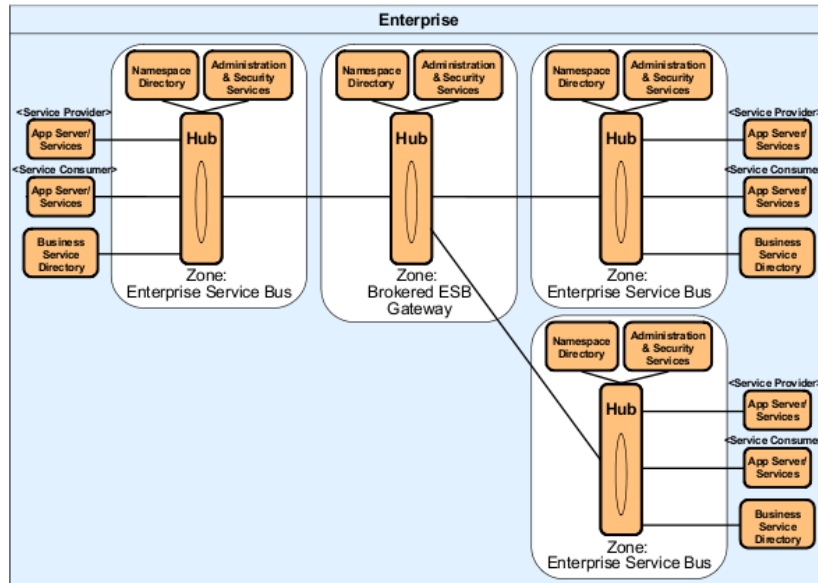 Enterprise
Namespace
Directory
Administration
& Security
Services
Namespace
Directory
Administration
& Security
Services
Namespace
Directory
Administration
& Security
Services
<Service Provider>
App Server/
Services
<Service Consumer>
App Server/
Services
Business
Service
Directory
Hub
Zone:
Enterprise Service Bus
Hub
Zone:
Brokered ESB
Gateway
Hub
Zone:
Enterprise Service Bus
<Service Provider>
App Server/
Services
<Service Consumer
App Server/
Services
Business
Service
Directory
Namespace
Directory
Administration
& Security
Services
Hub
Zone:
Enterprise Service Bus
<Service Provider>
App Server/
Services
<Service Consumer
App Server/
Services
Business
Service
Directory